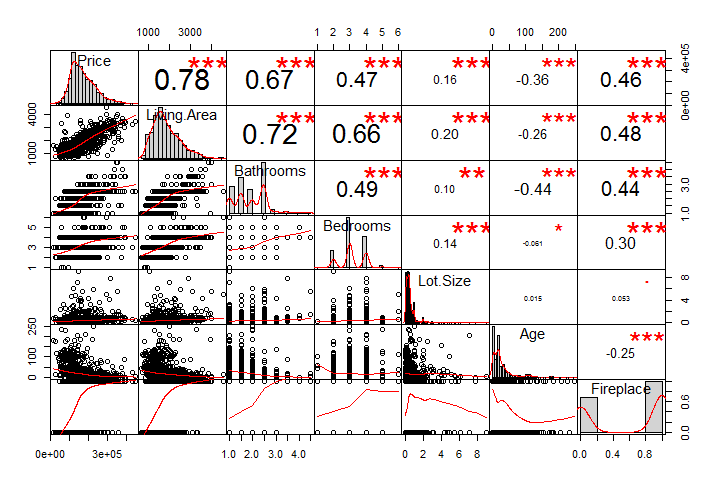 1000 3000 1 2 3 4 5 6 0 100 200
Price 0.78 *** 0.67 *** 0.47 *** 0.16 *** -0.36 *** 0.46 *** 0e+00 4e+05
1000 4000 Living.Area 0.72 *** 0.66 *** 0.20 *** -0.26 *** 0.48 ***
Bathrooms 0.49 *** 0.10 ** -0.44 *** 0.44 *** 1.0 3.0
1 3 5 Bedrooms 0.14 *** -0.061 * 0.30 ***
Lot.Size 0.015 0.053 * 0 4 8
0 100 250 Age -0.25 ***
Fireplace 0.0 0.6
0e+00 3e+05 1.0 2.0 3.0 4.0 0 2 4 6 8 0.0 0.4 0.8